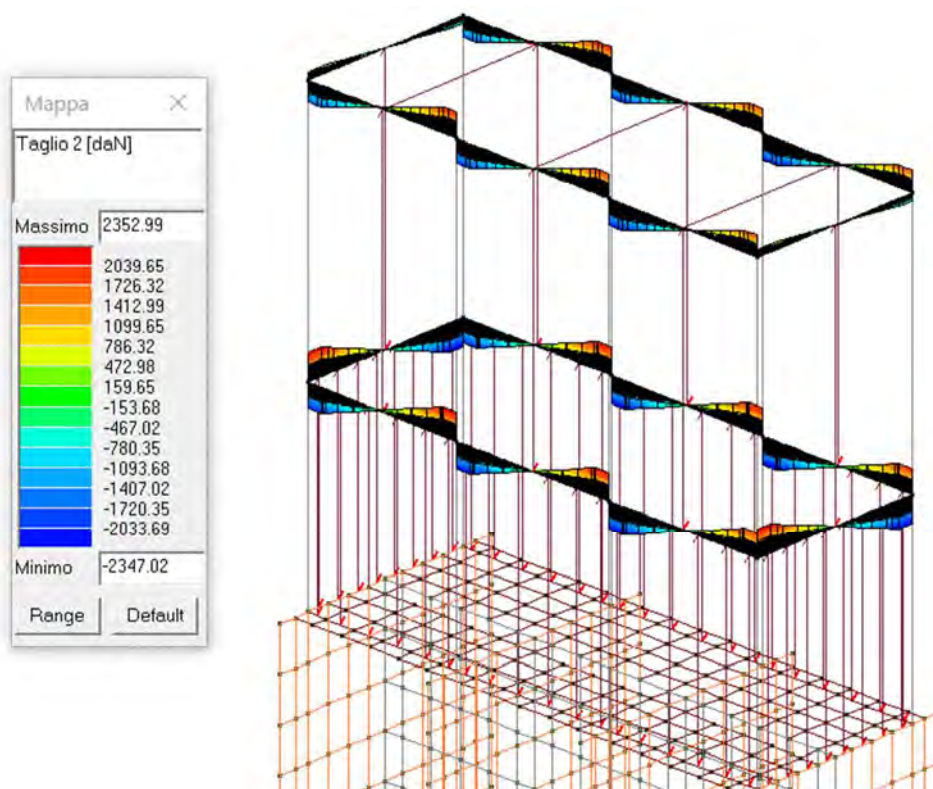 Mappa
Taglio 2 [daN]
Massimo 2352.99
2039.65
1726.32
1412.99
1099.65
786.32
472.98
159.65
-153.68
-467.02
-780.35
-1093.68
-1407.02
-1720.35
-2033.69
Minimo -2347.02
Range Default